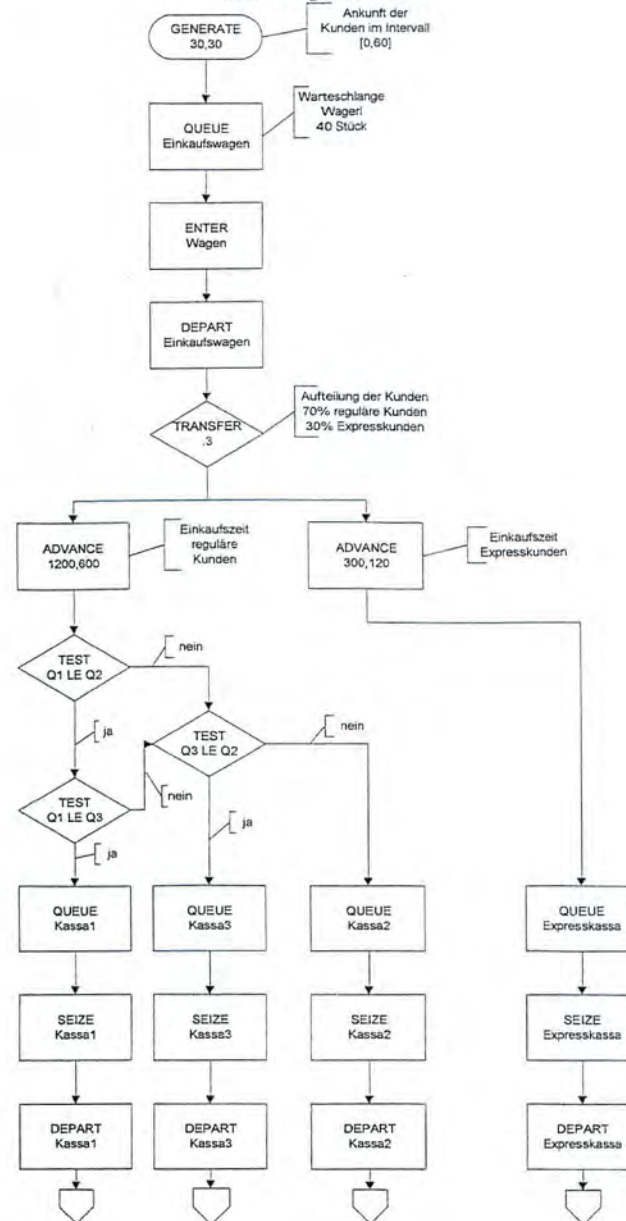 GENERATE
30,30
Ankunft der
Kunden im Intervall
[0,60]
QUEUE
Einkaufswagen
Warteschlange
Wagerl
40 Stück
ENTER
Wagen
DEPART
Einkaufswagen
TRANSFER
.3
Aufteilung der Kunden
70% reguläre Kunden
30% Expresskunden
ADVANCE
1200,600
Einkaufszeit
reguläre
Kunden
ADVANCE
300,120
Einkaufszeit
Expresskunden
TEST
Q1 LE Q2
nein
ja
TEST
Q3 LE Q2
nein
TEST
Q1 LE Q3
nein
ja
ja
QUEUE
Kassa1
QUEUE
Kassa3
QUEUE
Kassa2
QUEUE
Expresskassa
SEIZE
Kassa1
SEIZE
Kassa3
SEIZE
Kassa2
SEIZE
Expresskassa
DEPART
Kassa1
DEPART
Kassa3
DEPART
Kassa2
DEPART
Expresskassa